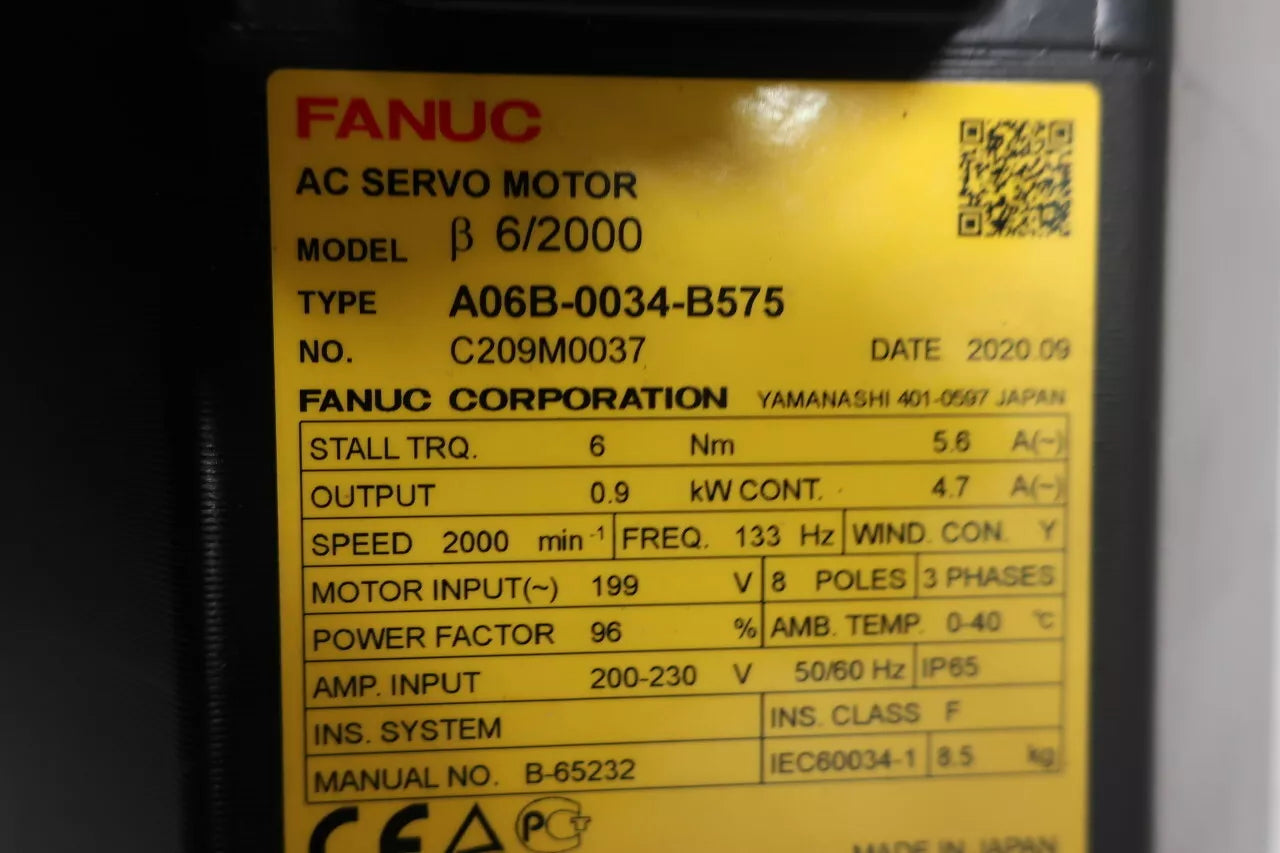 FANUC
AC SERVO MOTOR
MODEL β 6/2000
TYPE A06B-0034-B575
NO. C209M0037 DATE 2020.09
FANUC CORPORATION YAMANASHI 401-0597 JAPAN
STALL TRQ. 6 Nm 5.6 A(~)
OUTPUT 0.9 kW CONT. 4.7 A(~)
SPEED 2000 min⁻¹ FREQ. 133 Hz WIND. CON. Y
MOTOR INPUT(~) 199 V 8 POLES 3 PHASES
POWER FACTOR 96 % AMB. TEMP. 0-40 ℃
AMP. INPUT 200-230 V 50/60 Hz IP65
INS. SYSTEM INS. CLASS F
MANUAL NO. B-65232 IEC60034-1 8.5 kg
CE
MADE IN JAPAN